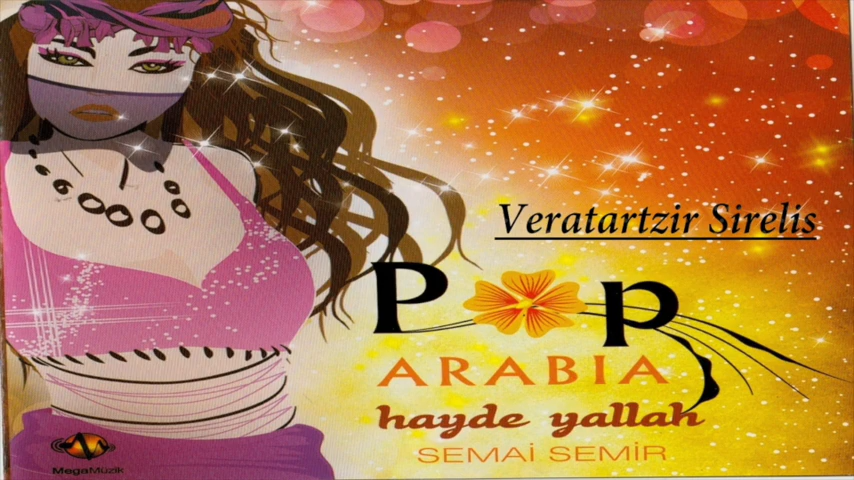 Veratartzir Sirelis
POP
ARABIA
hayde yallah
SEMAİ SEMİR
MegaMüzik